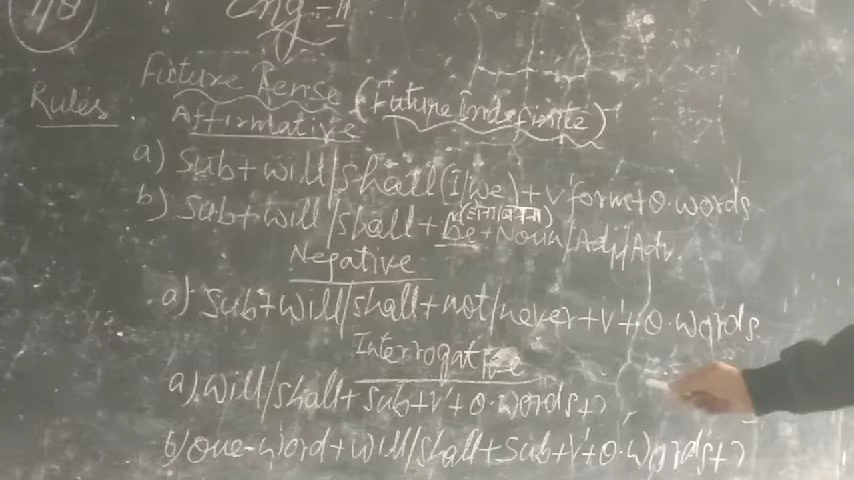 Eng-II
Future Tense (Future Indefinite)
Rules Affirmative
a) Sub+will/shall(I/We)+V'form+O.words
b) Sub+will/shall+be(होना/बनना)+Noun/Adj/Adv.
Negative
a) Sub+will/shall+not/never+V'+O.words.
Interrogative
a).Will/shall+sub+V'+O.words+?
b) One-word+will/shall+Sub+V'+O.words+?